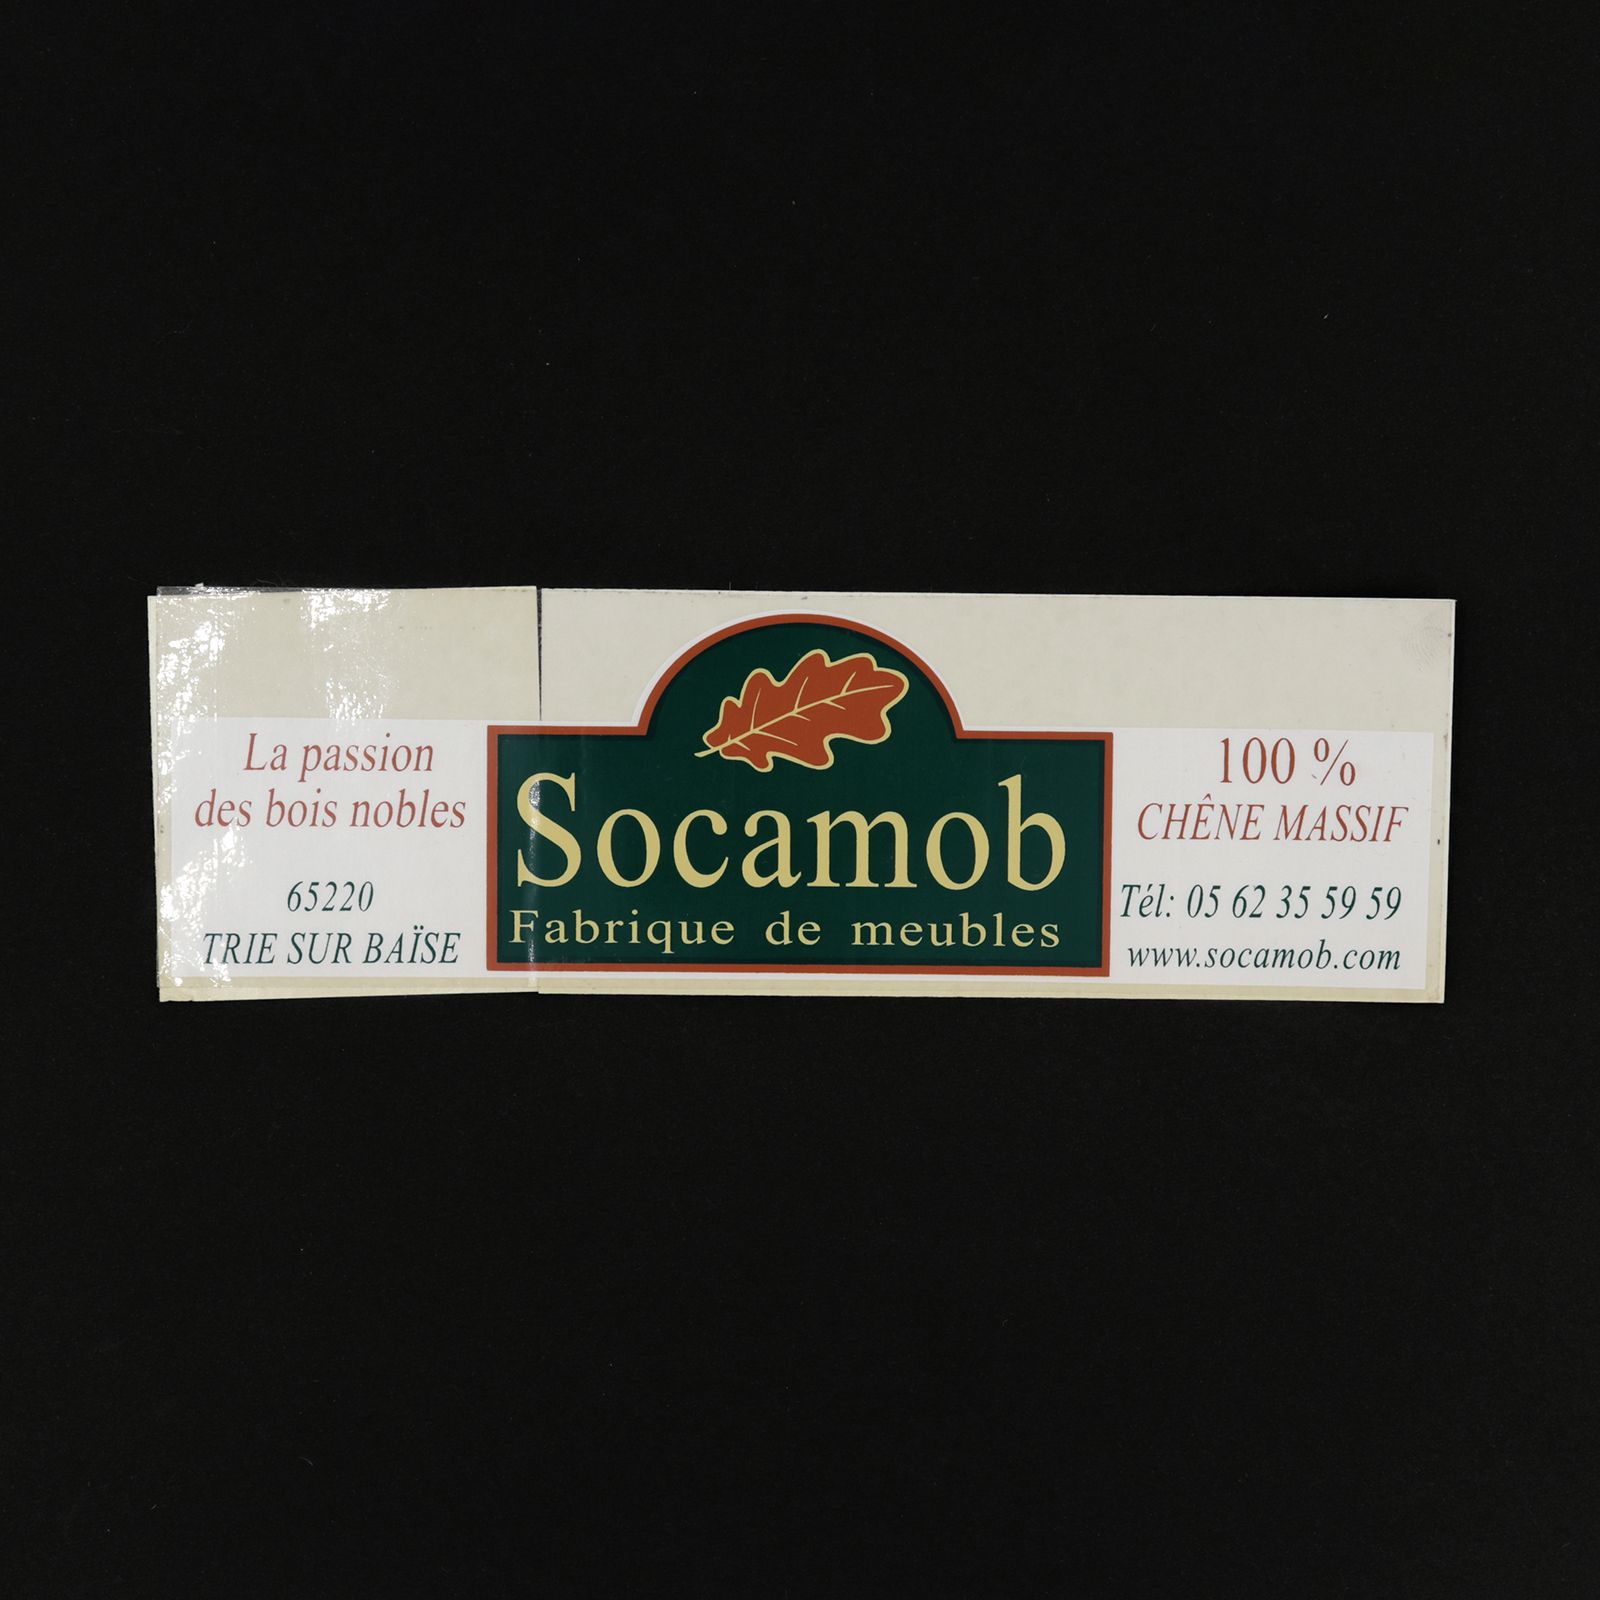 La passion
des bois nobles
65220
TRIE SUR BAÏSE
Socamob
Fabrique de meubles
100 %
CHÊNE MASSIF
Tél: 05 62 35 59 59
www.socamob.com